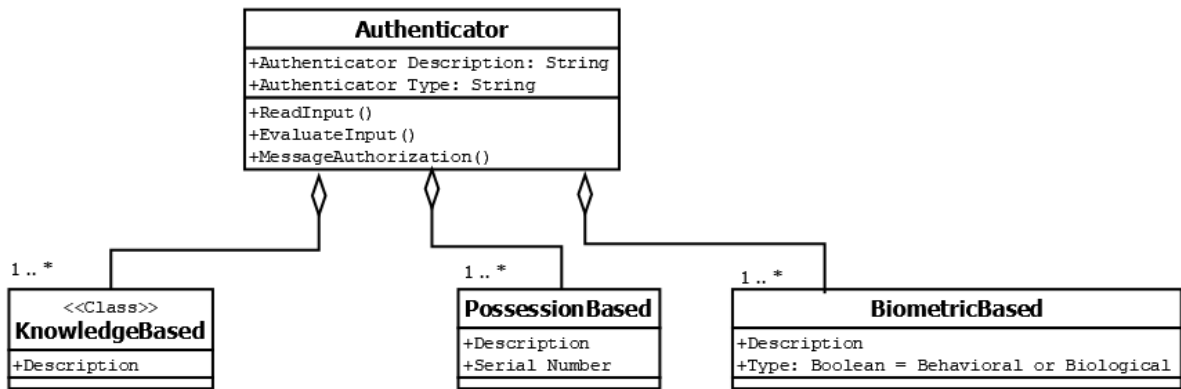 Authenticator
+Authenticator Description: String
+Authenticator Type: String
+ReadInput()
+EvaluateInput()
+MessageAuthorization()
1 .. *
1 .. *
1 .. *
<<Class>>
KnowledgeBased
+Description
PossessionBased
+Description
+Serial Number
BiometricBased
+Description
+Type: Boolean = Behavioral or Biological